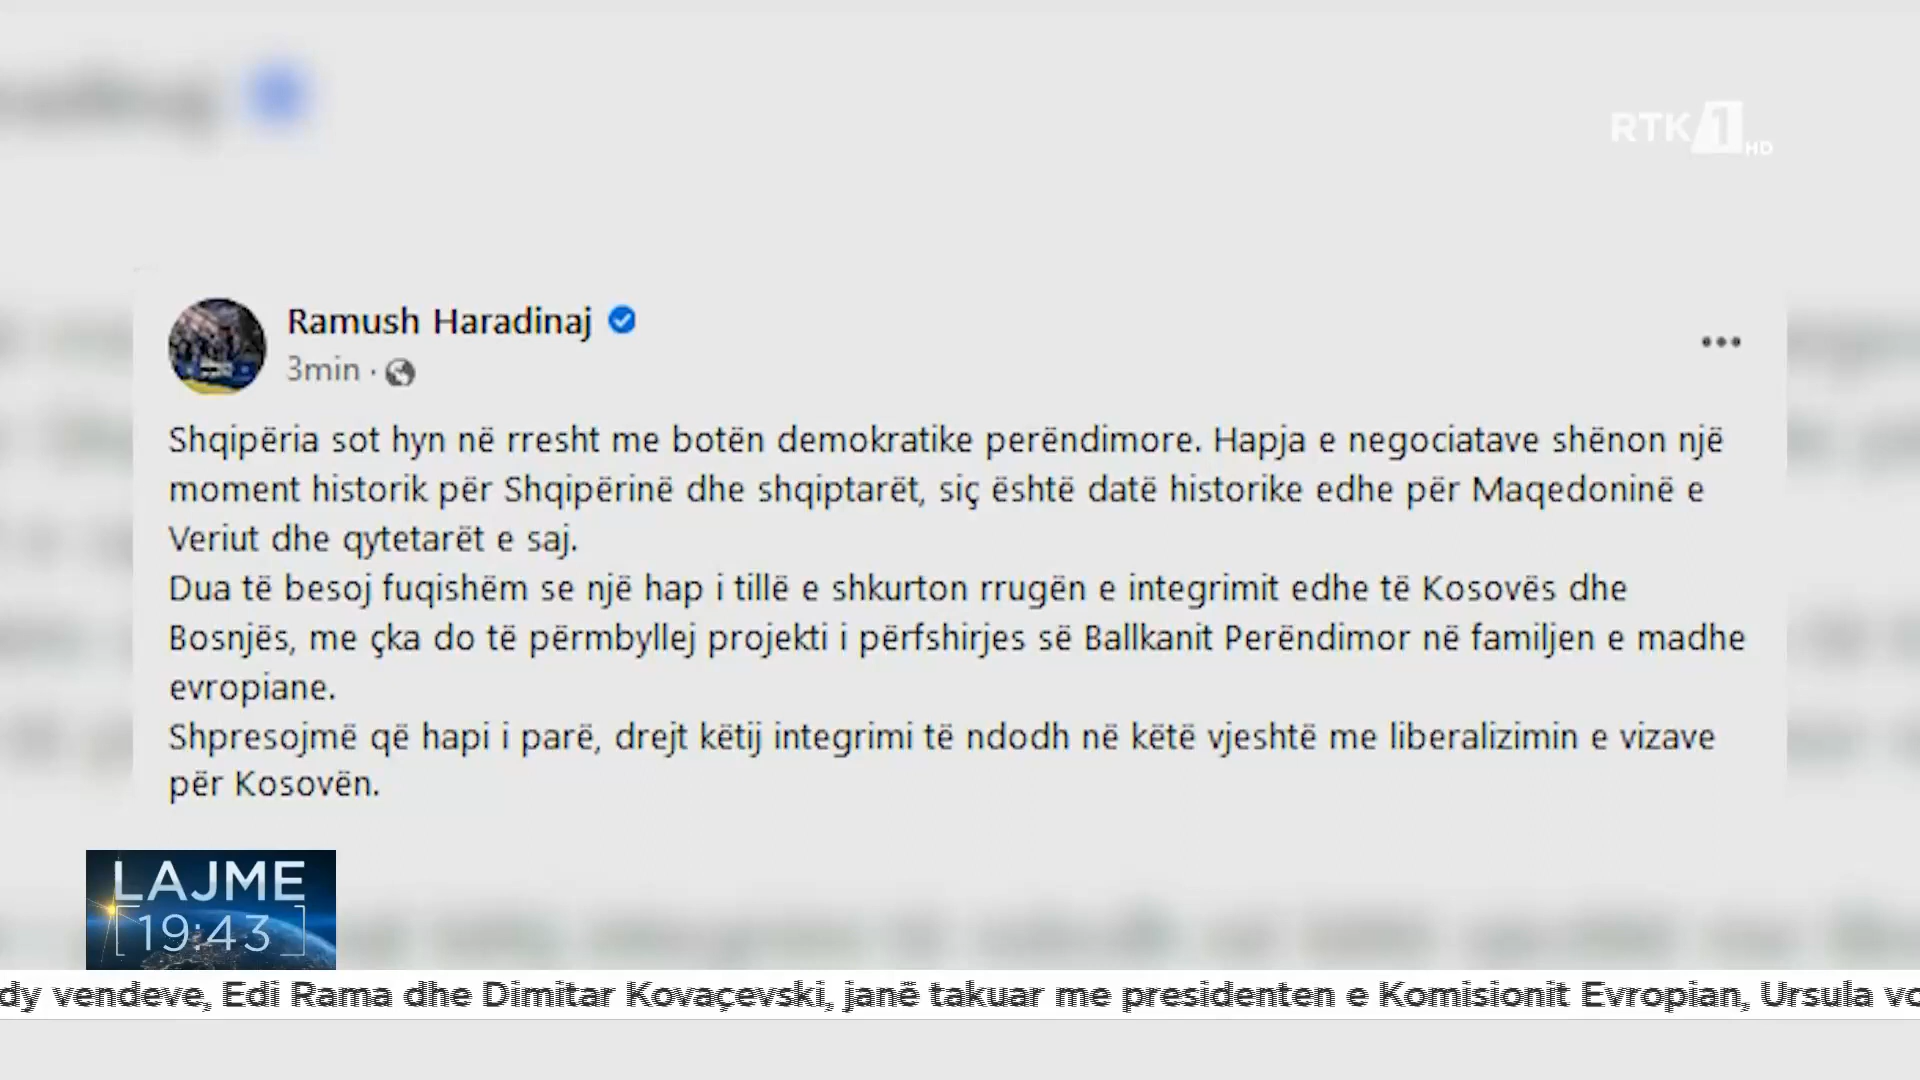 RTK 1 HD
Ramush Haradinaj
3min ·
Shqipëria sot hyn në rresht me botën demokratike perëndimore. Hapja e negociatave shënon një
moment historik për Shqipërinë dhe shqiptarët, siç është datë historike edhe për Maqedoninë e
Veriut dhe qytetarët e saj.
Dua të besoj fuqishëm se një hap i tillë e shkurton rrugën e integrimit edhe të Kosovës dhe
Bosnjës, me çka do të përmbyllej projekti i përfshirjes së Ballkanit Perëndimor në familjen e madhe
evropiane.
Shpresojmë që hapi i parë, drejt këtij integrimi të ndodh në këtë vjeshtë me liberalizimin e vizave
për Kosovën.
LAJME
19:43
dy vendeve, Edi Rama dhe Dimitar Kovaçevski, janë takuar me presidenten e Komisionit Evropian, Ursula